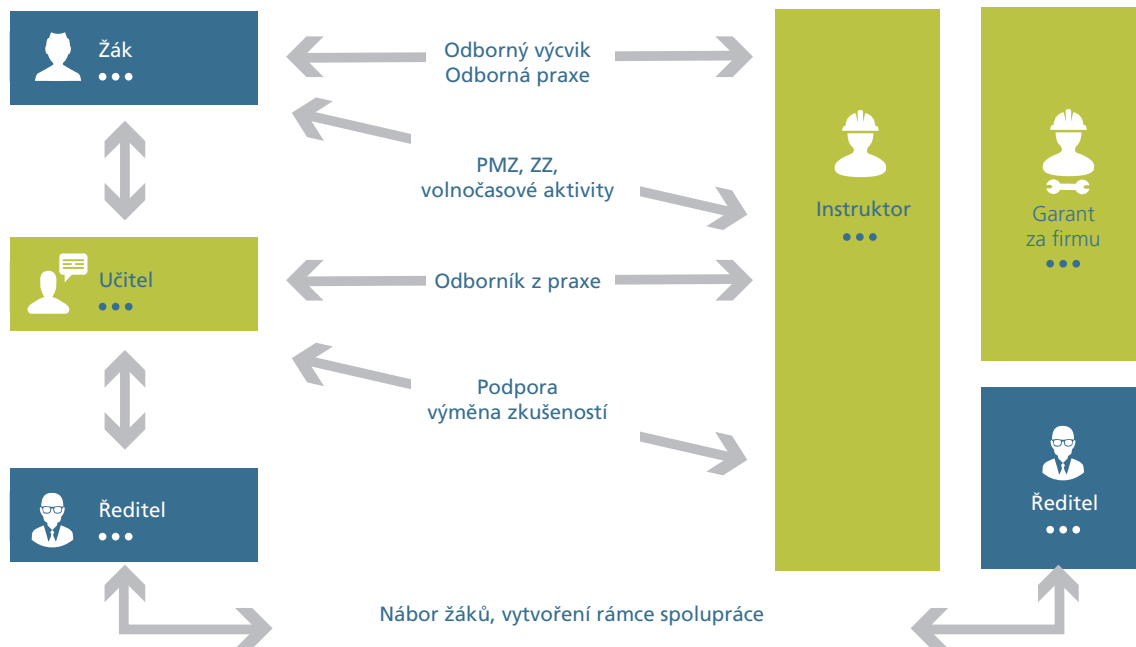 Žák
Odborný výcvik
Odborná praxe
PMZ, ZZ,
volnočasové aktivity
Instruktor
Garant
za firmu
Učitel
Odborník z praxe
Podpora
výměna zkušeností
Ředitel
Ředitel
Nábor žáků, vytvoření rámce spolupráce